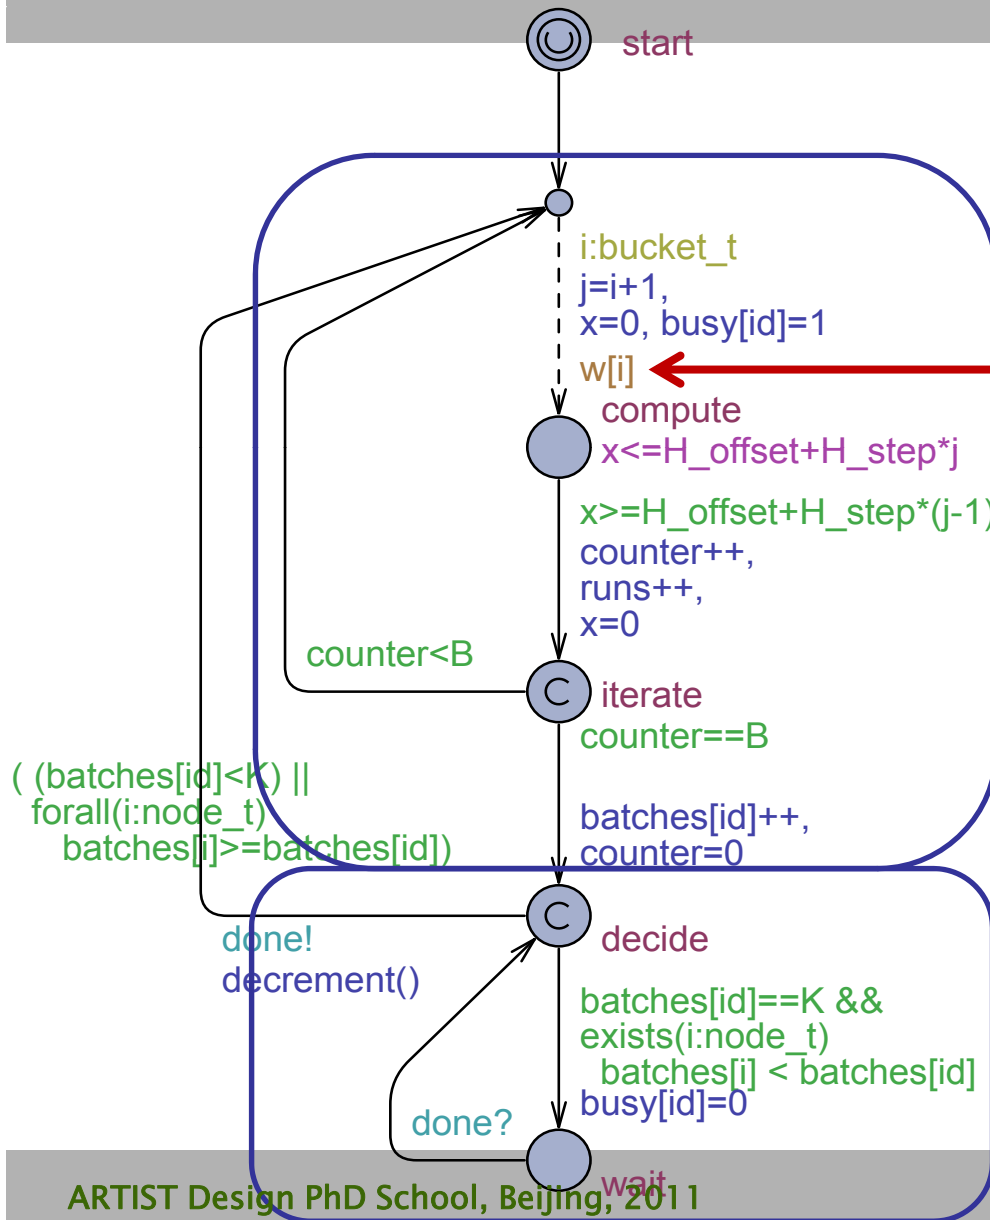 start
i:bucket_t
j=i+1,
x=0, busy[id]=1
w[i]
compute
x<=H_offset+H_step*j
x>=H_offset+H_step*(j-1)
counter++,
runs++,
x=0
counter<B
C iterate
counter==B
( (batches[id]<K) ||
forall(i:node_t)
batches[i]>=batches[id])
batches[id]++,
counter=0
C
done!
decide
decrement()
batches[id]==K &&
exists(i:node_t)
batches[i] < batches[id]
busy[id]=0
done?
wait
ARTIST Design PhD School, Beijing, 2011